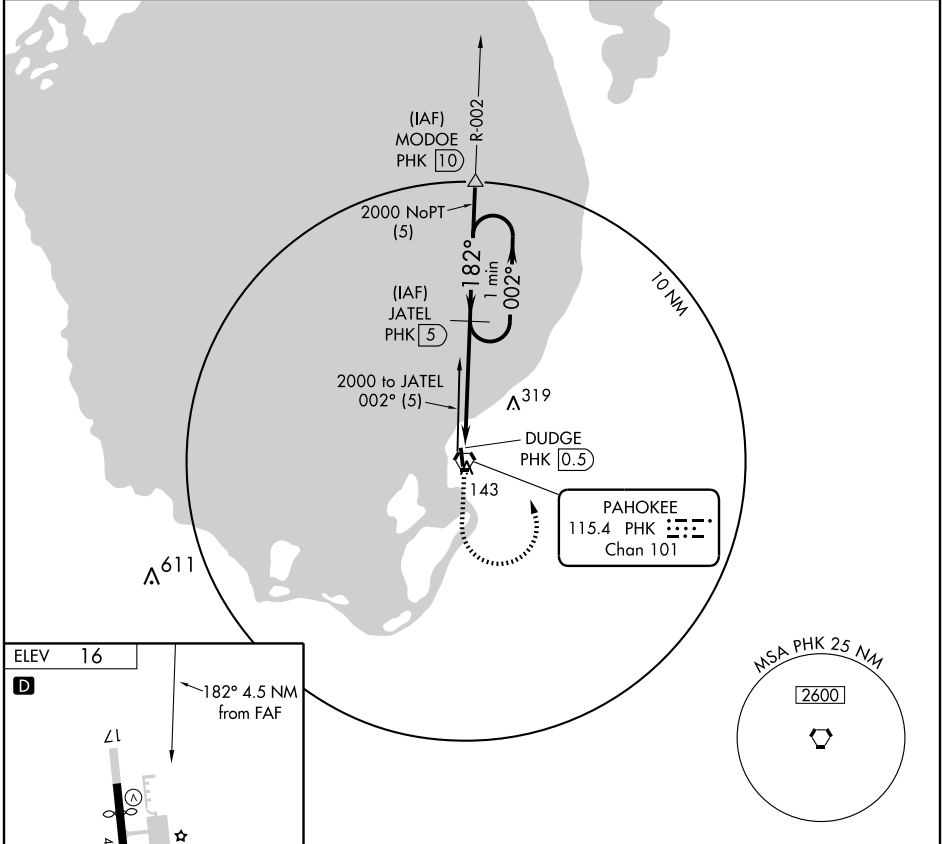 R-002
(IAF)
MODOE
PHK 10
2000 NoPT
(5)
182°
1 min
002°
10 NM
(IAF)
JATEL
PHK 5
2000 to JATEL
002° (5)
319
DUDGE
PHK 0.5
143
PAHOKEE
115.4 PHK
Chan 101
611
ELEV 16
D
182° 4.5 NM
from FAF
17
V
4
MSA PHK 25 NM
2600